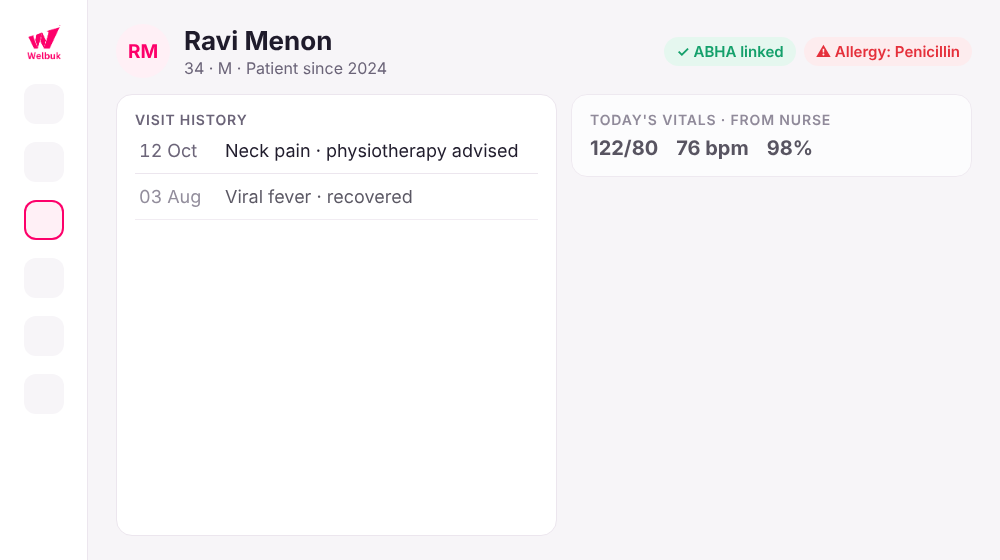 Welbuk
RM
Ravi Menon
34 · M · Patient since 2024
✓ ABHA linked
⚠ Allergy: Penicillin
VISIT HISTORY
12 Oct Neck pain · physiotherapy advised
03 Aug Viral fever · recovered
TODAY'S VITALS · FROM NURSE
122/80 76 bpm 98%